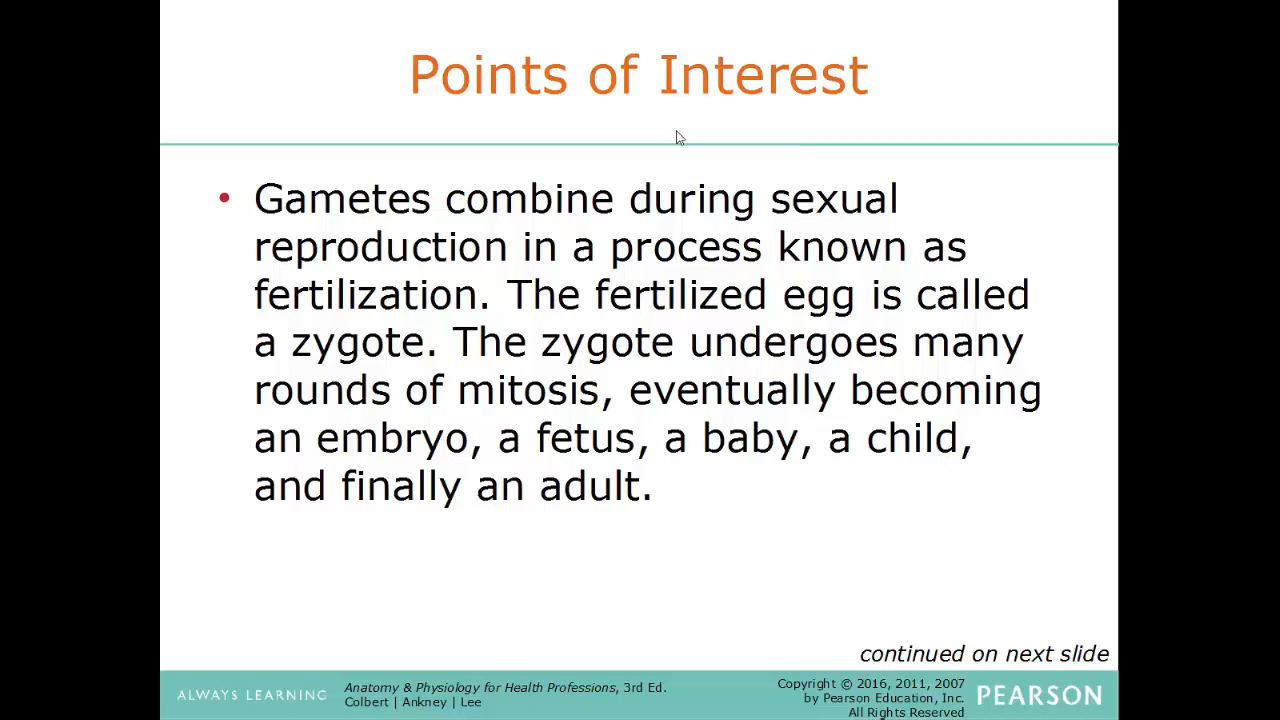 Points of Interest
• Gametes combine during sexual
reproduction in a process known as
fertilization. The fertilized egg is called
a zygote. The zygote undergoes many
rounds of mitosis, eventually becoming
an embryo, a fetus, a baby, a child,
and finally an adult.
continued on next slide
ALWAYS LEARNING
Anatomy & Physiology for Health Professions, 3rd Ed.
Colbert | Ankney | Lee
Copyright © 2016, 2011, 2007
by Pearson Education, Inc.
All Rights Reserved
PEARSON